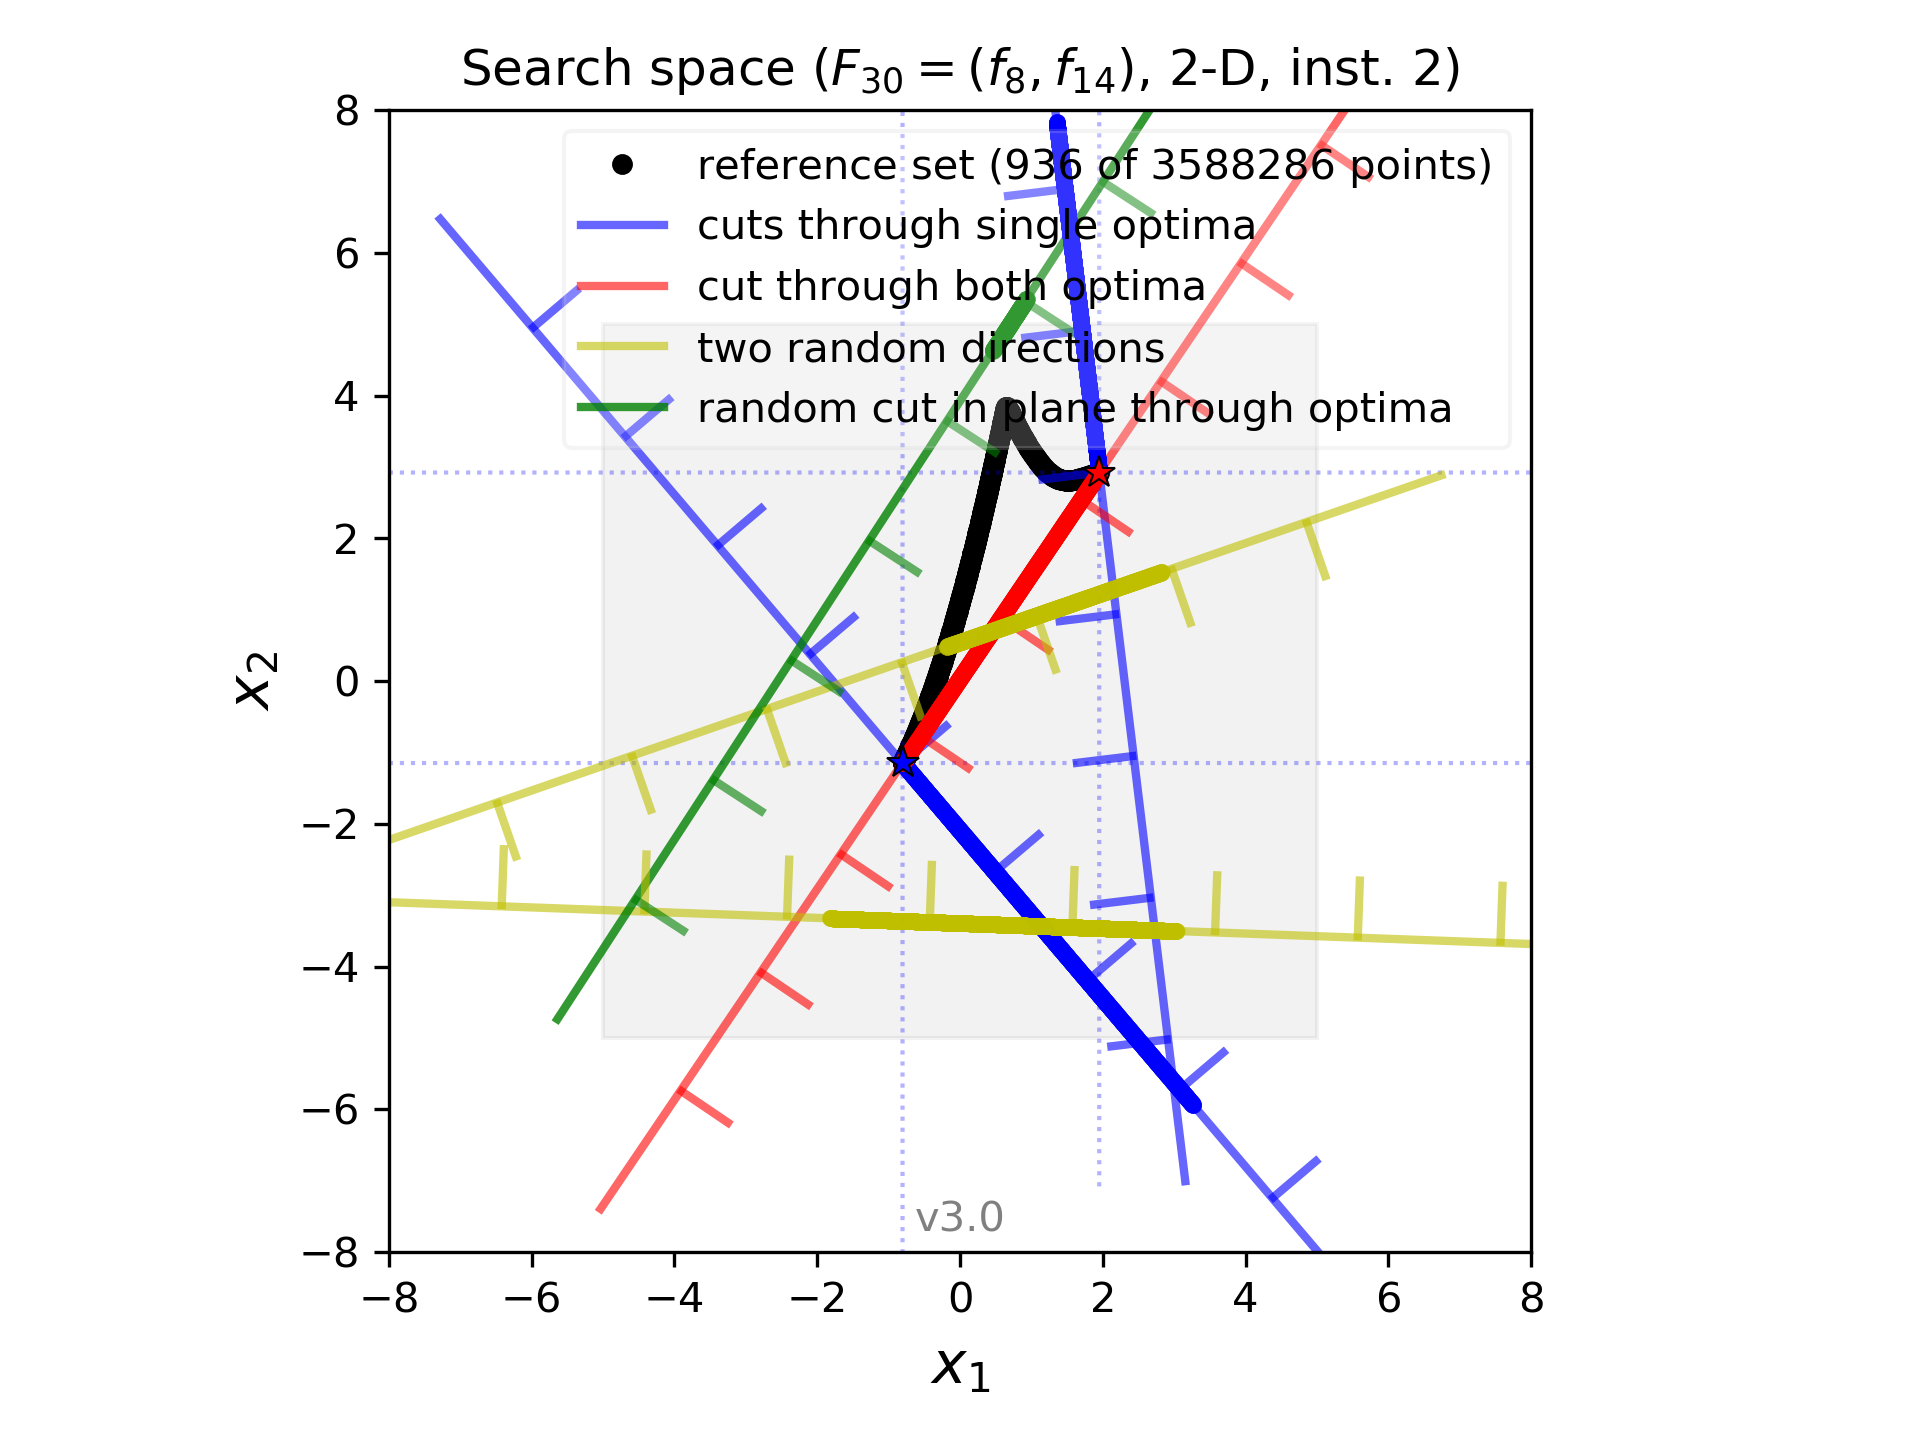 Search space (F₃₀ = (f₈, f₁₄), 2-D, inst. 2)
reference set (936 of 3588286 points)
cuts through single optima
cut through both optima
two random directions
random cut in plane through optima
8
6
4
2
0
−2
−4
−6
−8
x₂
v3.0
−8 −6 −4 −2 0 2 4 6 8
x₁